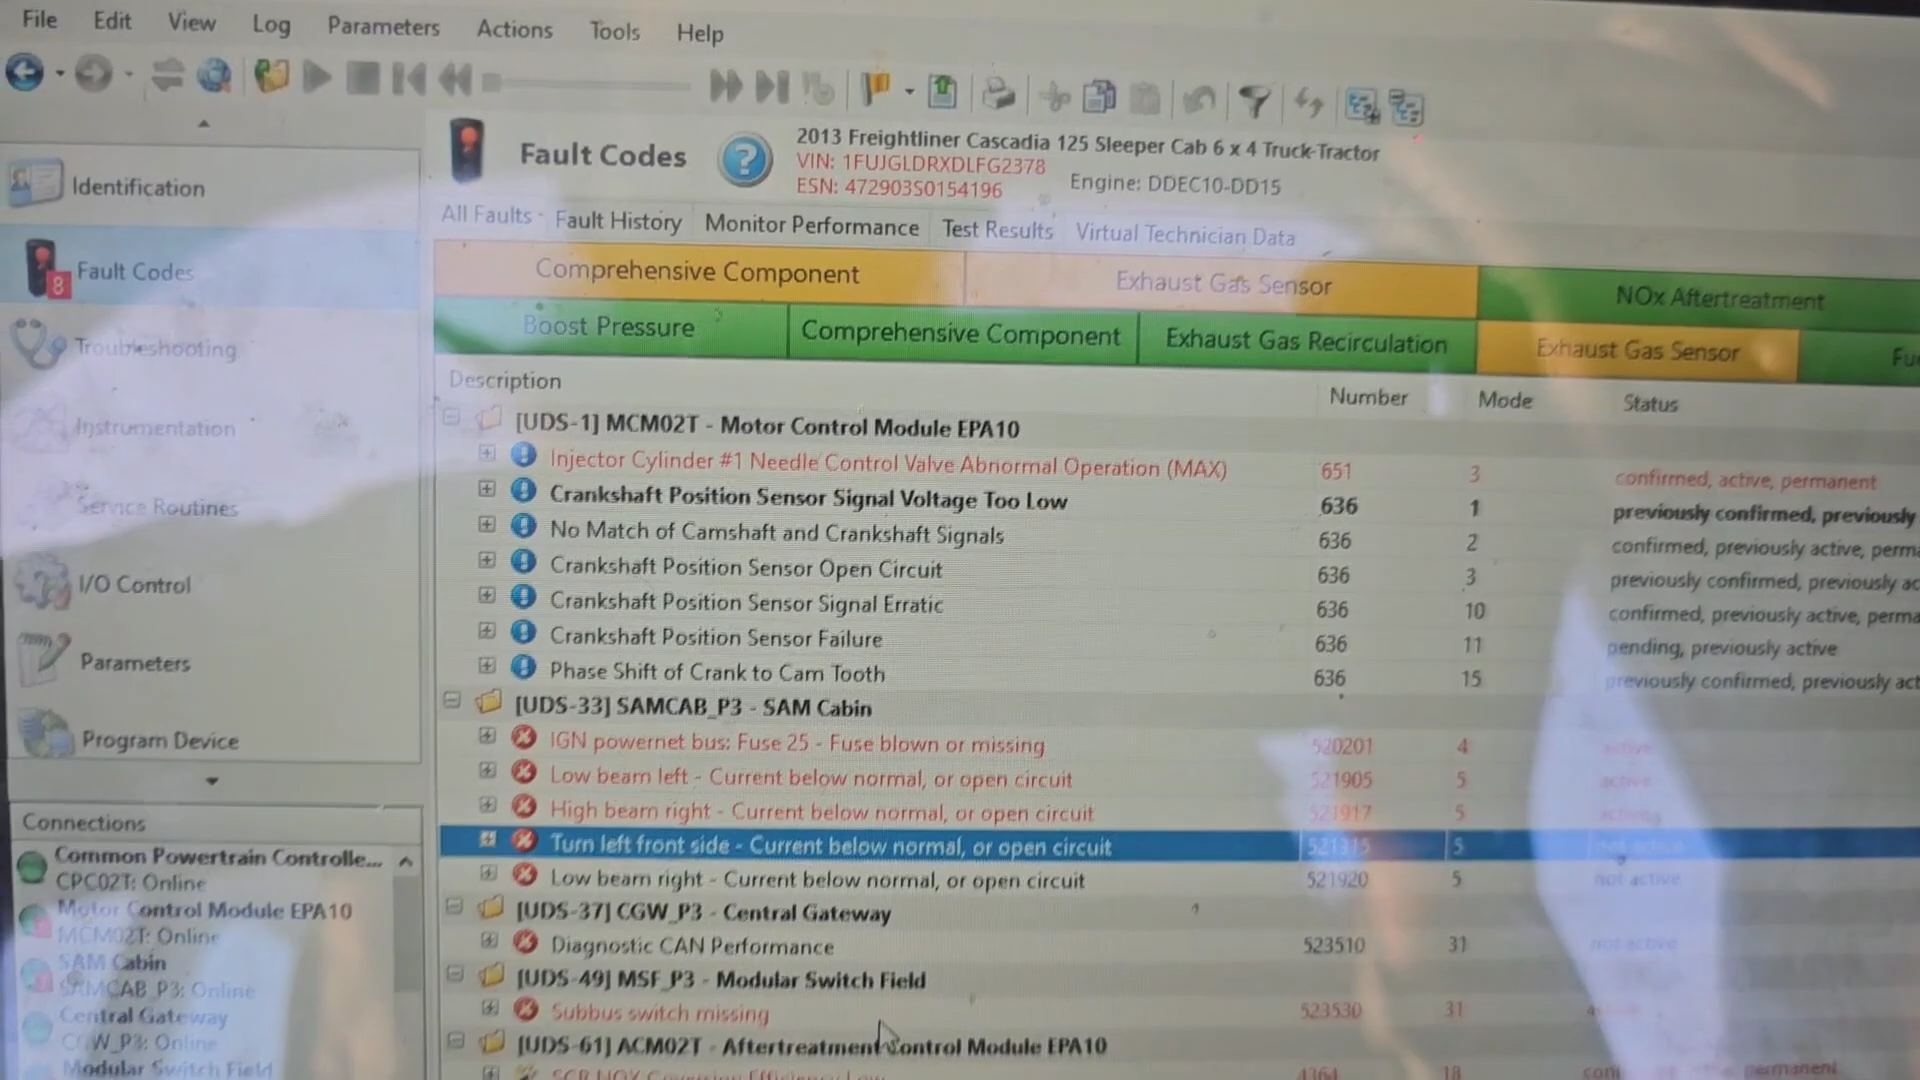 File Edit View Log Parameters Actions Tools Help
Fault Codes
2013 Freightliner Cascadia 125 Sleeper Cab 6 x 4 Truck-Tractor
VIN: 1FUJGLDRXDLFG2378
ESN: 472903S0154196 Engine: DDEC10-DD15
Identification
Fault Codes
8
Troubleshooting
Instrumentation
Service Routines
I/O Control
Parameters
Program Device
All Faults Fault History Monitor Performance Test Results Virtual Technician Data
Comprehensive Component Exhaust Gas Sensor NOx Aftertreatment
Boost Pressure Comprehensive Component Exhaust Gas Recirculation Exhaust Gas Sensor
Description Number Mode Status
[UDS-1] MCM02T - Motor Control Module EPA10
Injector Cylinder #1 Needle Control Valve Abnormal Operation (MAX) 651 3 confirmed, active, permanent
Crankshaft Position Sensor Signal Voltage Too Low 636 1 previously confirmed, previously
No Match of Camshaft and Crankshaft Signals 636 2 confirmed, previously active, perma
Crankshaft Position Sensor Open Circuit 636 3 previously confirmed, previously ac
Crankshaft Position Sensor Signal Erratic 636 10 confirmed, previously active, perma
Crankshaft Position Sensor Failure 636 11 pending, previously active
Phase Shift of Crank to Cam Tooth 636 15 previously confirmed, previously act
[UDS-33] SAMCAB_P3 - SAM Cabin
IGN powernet bus: Fuse 25 - Fuse blown or missing 520201 4 active
Low beam left - Current below normal, or open circuit 521905 5 active
High beam right - Current below normal, or open circuit 521917 5 active
Turn left front side - Current below normal, or open circuit 5 not active
Low beam right - Current below normal, or open circuit 521920 5 not active
[UDS-37] CGW_P3 - Central Gateway
Diagnostic CAN Performance 523510 31 not active
[UDS-49] MSF_P3 - Modular Switch Field
Subbus switch missing 523530 31
[UDS-61] ACM02T - Aftertreatment Control Module EPA10
4364 18 permanent
Connections
Common Powertrain Controlle...
CPC02T: Online
Motor Control Module EPA10
MCM02T: Online
SAM Cabin
SAMCAB_P3: Online
Central Gateway
CGW_P3: Online
Modular Switch Field